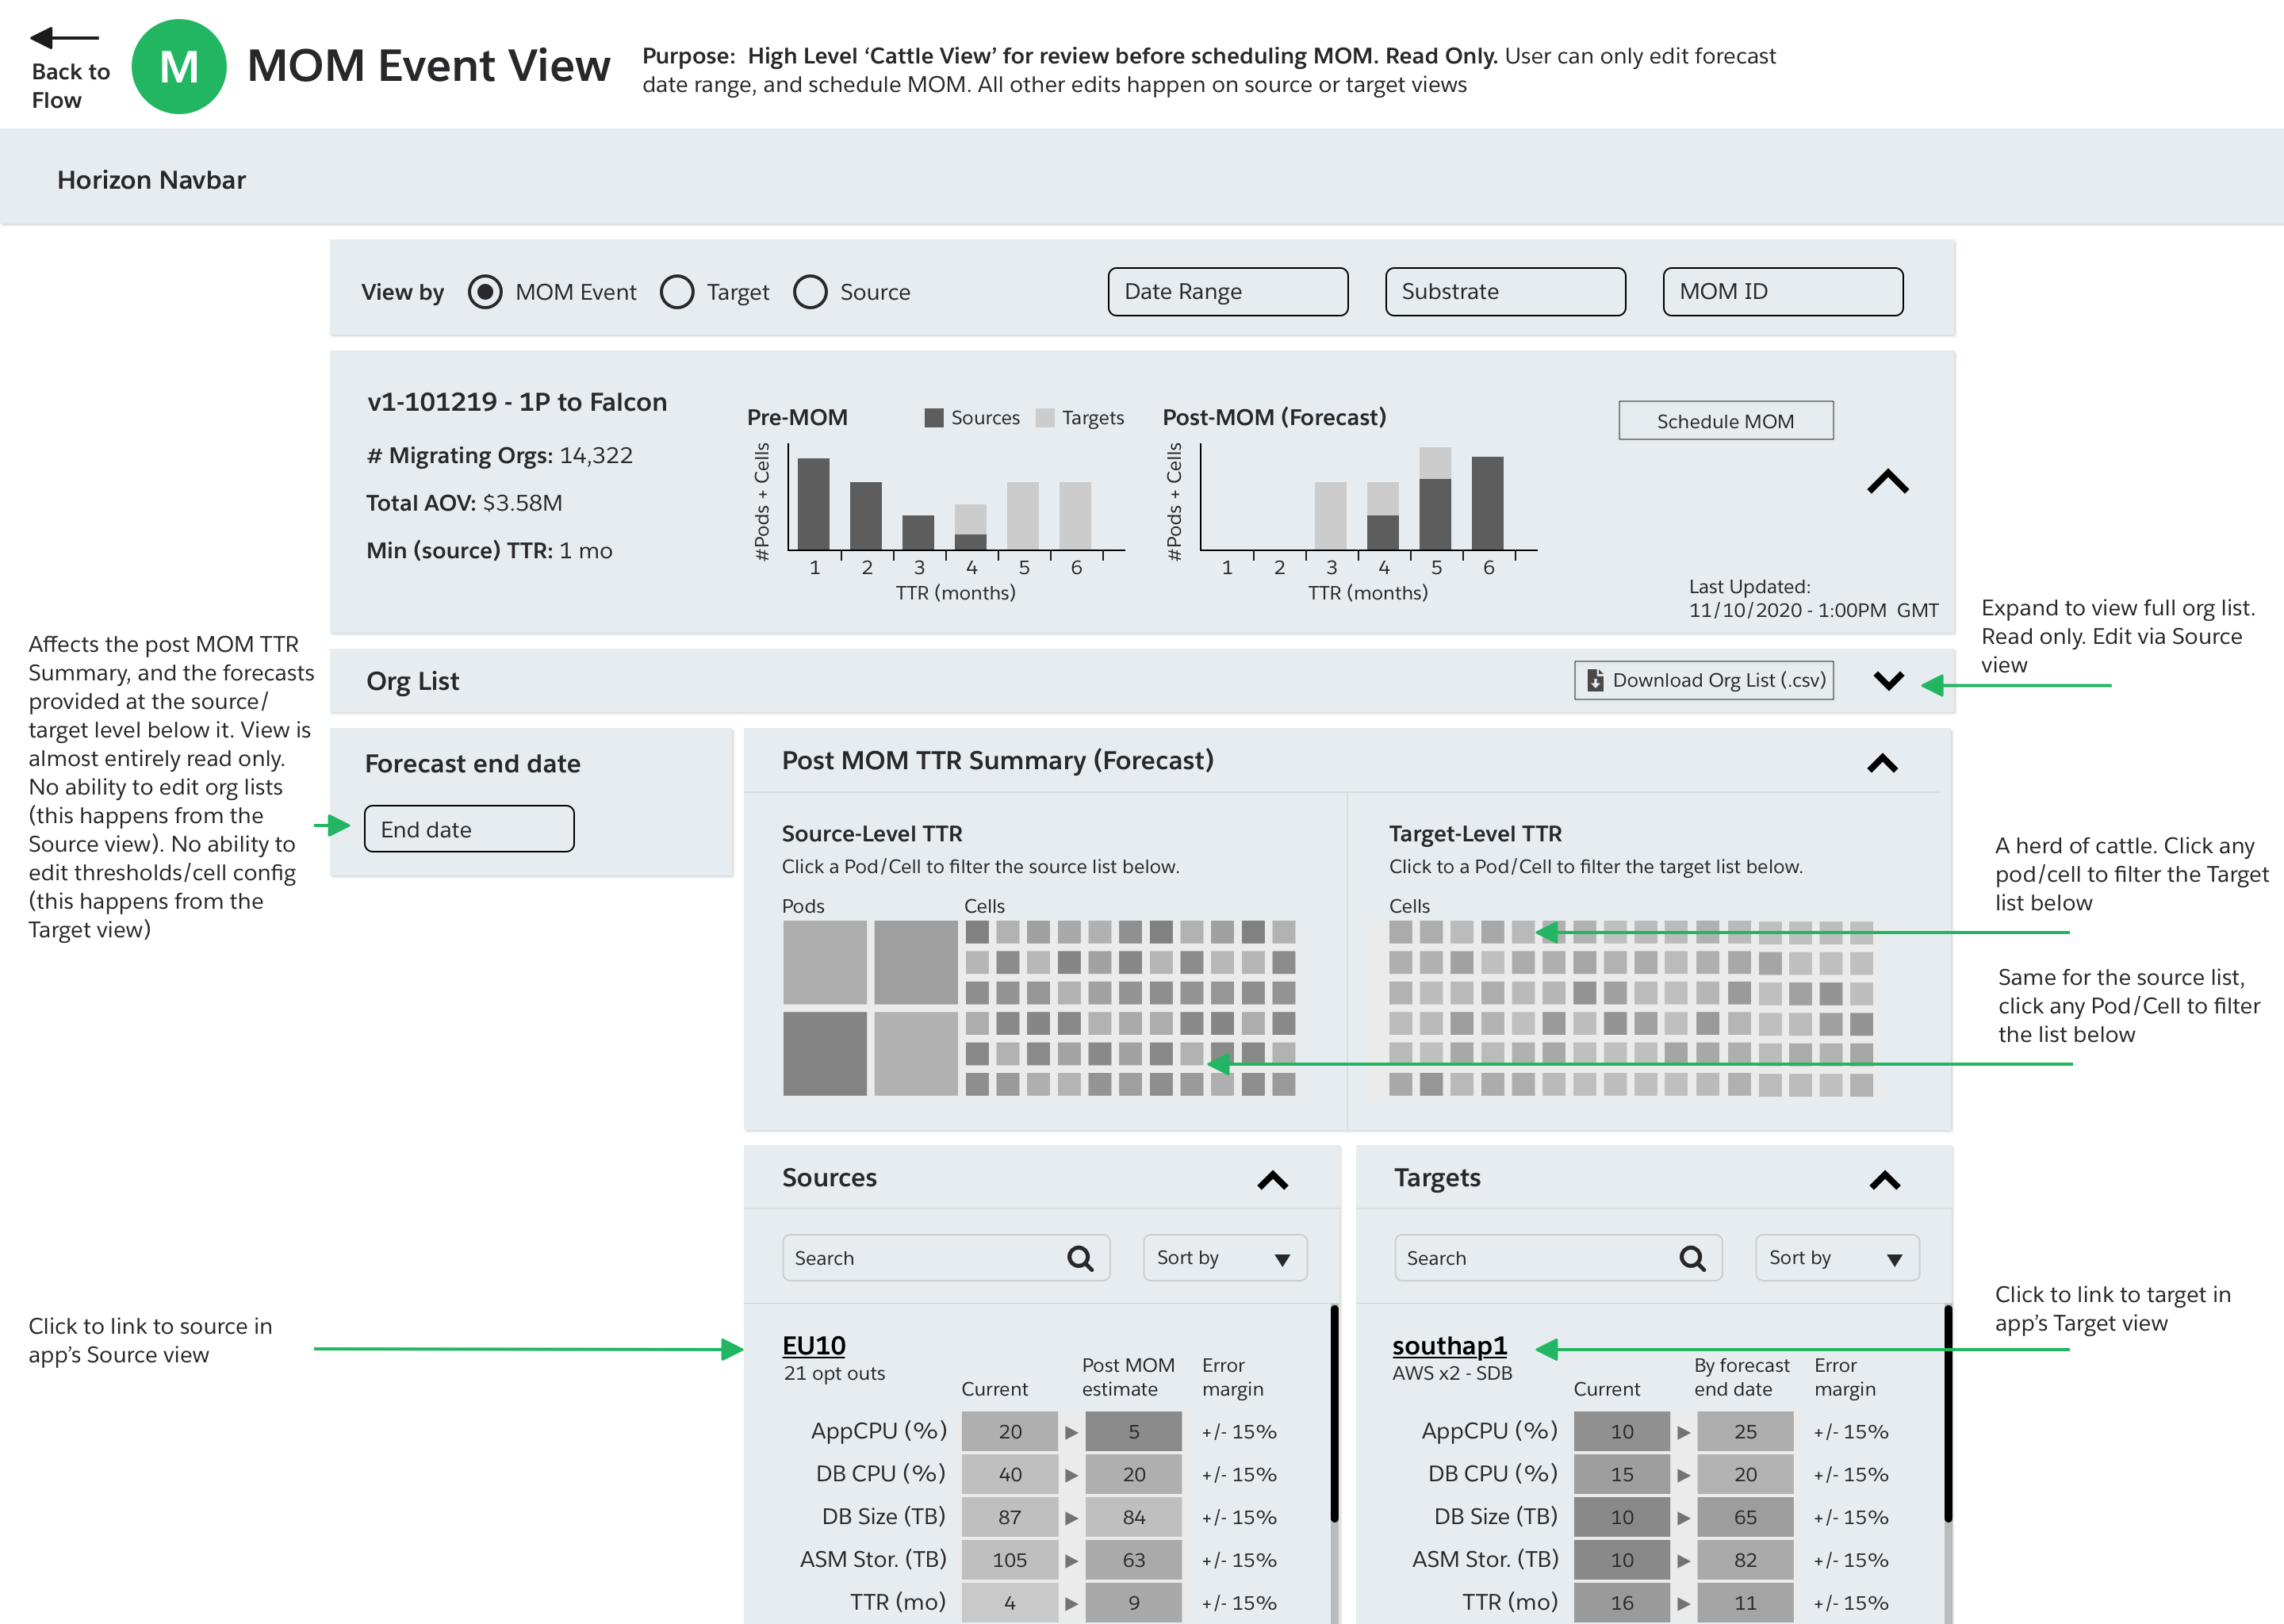 Back to
Flow
M
MOM Event View
Purpose:  High Level ‘Cattle View’ for review before scheduling MOM. Read Only. User can only edit forecast
date range, and schedule MOM. All other edits happen on source or target views
Horizon Navbar
View by
MOM Event
Target
Source
Date Range
Substrate
MOM ID
v1-101219 - 1P to Falcon
# Migrating Orgs: 14,322
Total AOV: $3.58M
Min (source) TTR: 1 mo
Pre-MOM
Sources
Targets
#Pods + Cells
1 2 3 4 5 6
TTR (months)
Post-MOM (Forecast)
#Pods + Cells
1 2 3 4 5 6
TTR (months)
Schedule MOM
Last Updated:
11/10/2020 - 1:00PM  GMT
Expand to view full org list.
Read only. Edit via Source
view
Affects the post MOM TTR
Summary, and the forecasts
provided at the source/
target level below it. View is
almost entirely read only.
No ability to edit org lists
(this happens from the
Source view). No ability to
edit thresholds/cell config
(this happens from the
Target view)
Org List
Download Org List (.csv)
Forecast end date
End date
Post MOM TTR Summary (Forecast)
Source-Level TTR
Click a Pod/Cell to filter the source list below.
Pods
Cells
Target-Level TTR
Click to a Pod/Cell to filter the target list below.
Cells
A herd of cattle. Click any
pod/cell to filter the Target
list below
Same for the source list,
click any Pod/Cell to filter
the list below
Sources
Search
Sort by
Targets
Search
Sort by
Click to link to source in
app’s Source view
Click to link to target in
app’s Target view
EU10
21 opt outs
Current
Post MOM
estimate
Error
margin
AppCPU (%) 20 5 +/- 15%
DB CPU (%) 40 20 +/- 15%
DB Size (TB) 87 84 +/- 15%
ASM Stor. (TB) 105 63 +/- 15%
TTR (mo) 4 9 +/- 15%
southap1
AWS x2 - SDB
Current
By forecast
end date
Error
margin
AppCPU (%) 10 25 +/- 15%
DB CPU (%) 15 20 +/- 15%
DB Size (TB) 10 65 +/- 15%
ASM Stor. (TB) 10 82 +/- 15%
TTR (mo) 16 11 +/- 15%